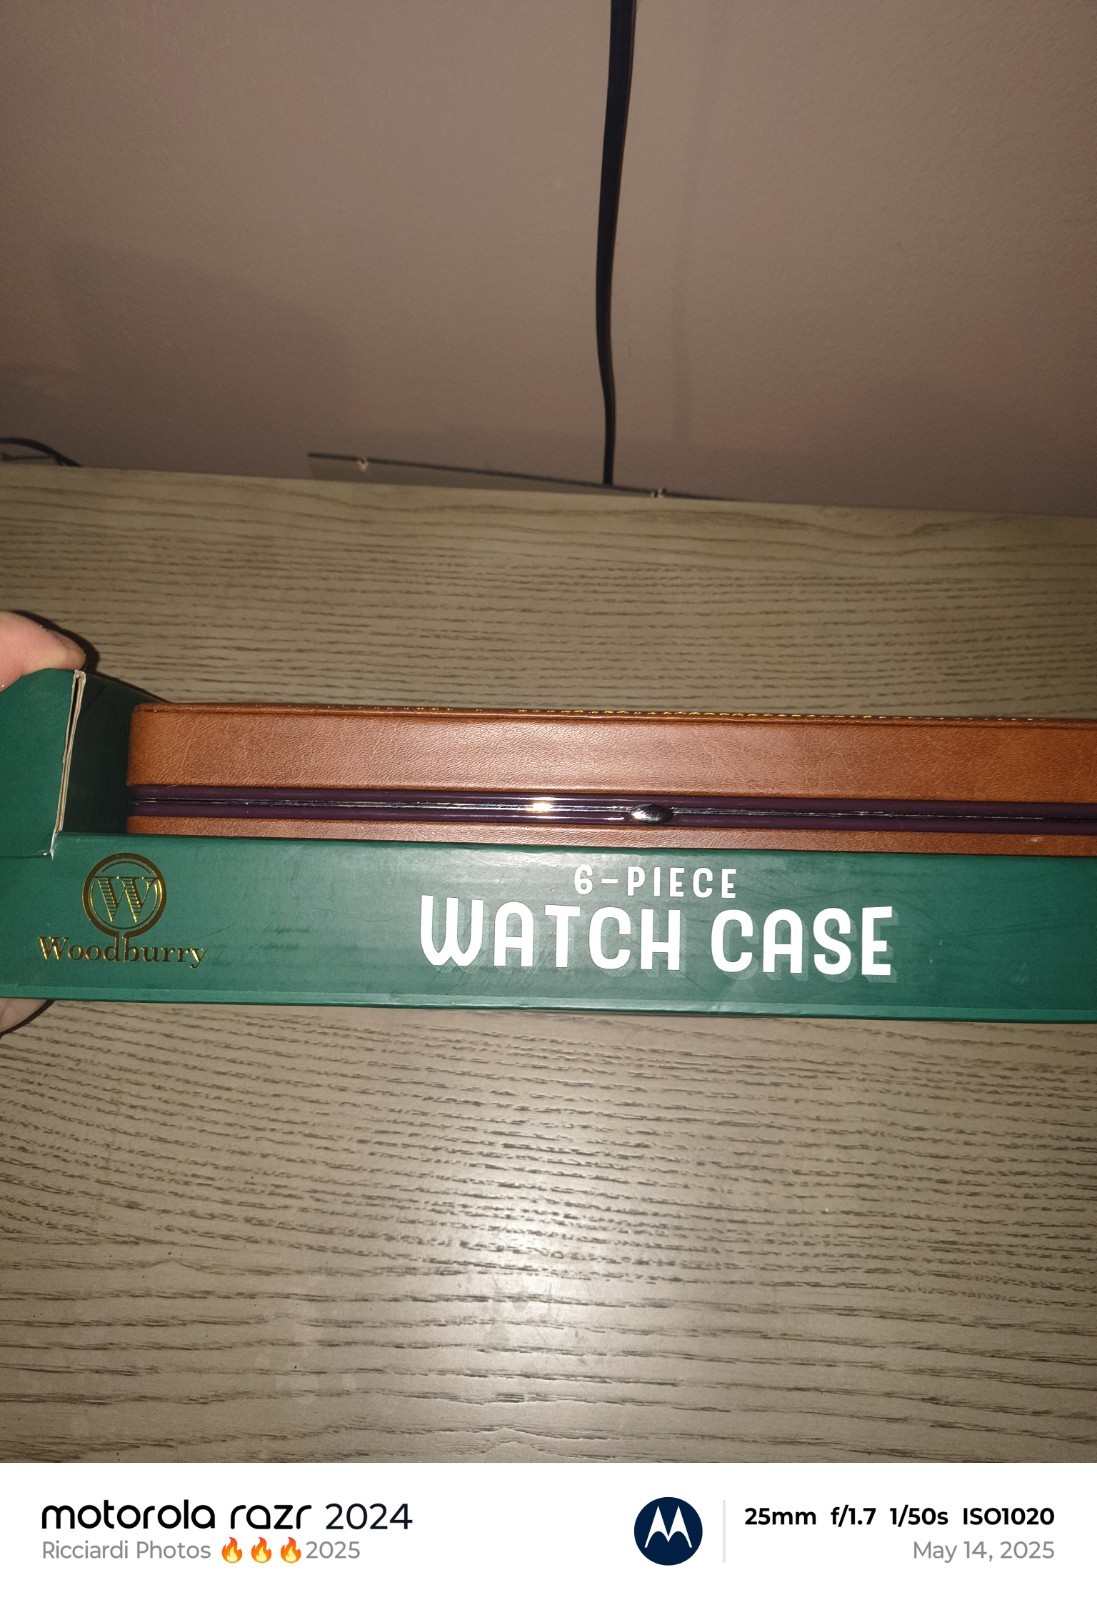 W
Woodburry
6-PIECE
WATCH CASE
motorola razr 2024
Ricciardi Photos 🔥🔥🔥2025
25mm f/1.7 1/50s ISO1020
May 14, 2025